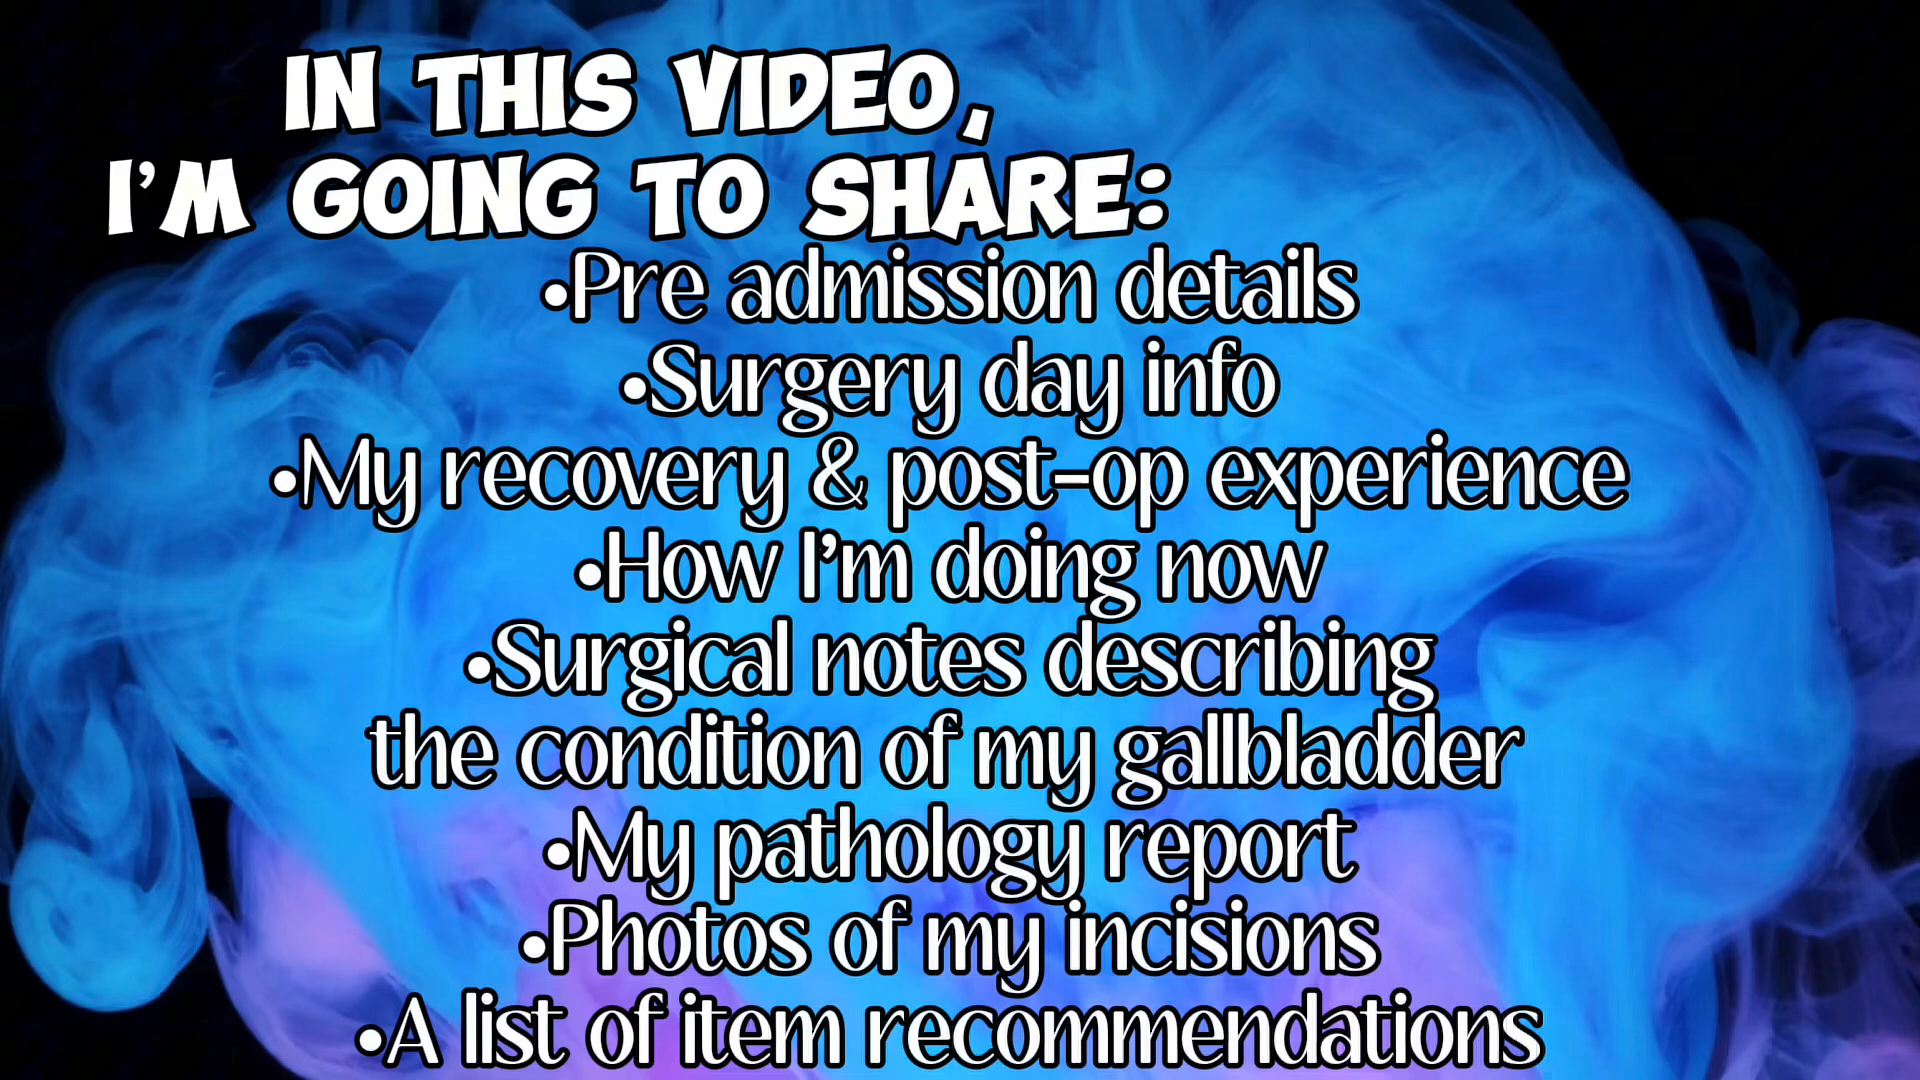 IN THIS VIDEO,
I'M GOING TO SHARE:
•Pre admission details
•Surgery day info
•My recovery & post-op experience
•How I'm doing now
•Surgical notes describing
the condition of my gallbladder
•My pathology report
•Photos of my incisions
•A list of item recommendations